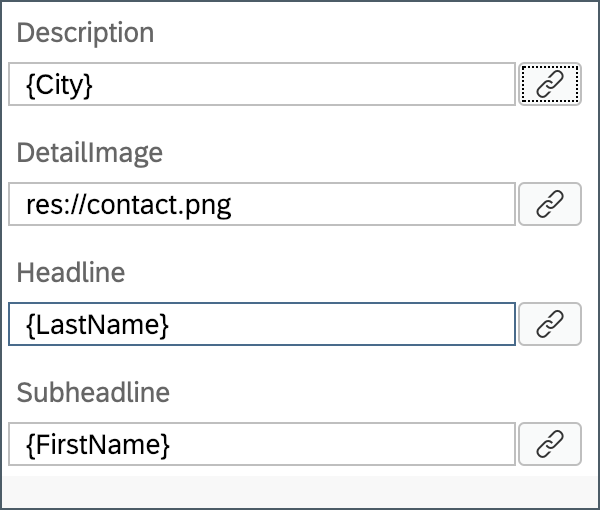 Description
{City}
DetailImage
res://contact.png
Headline
{LastName}
Subheadline
{FirstName}